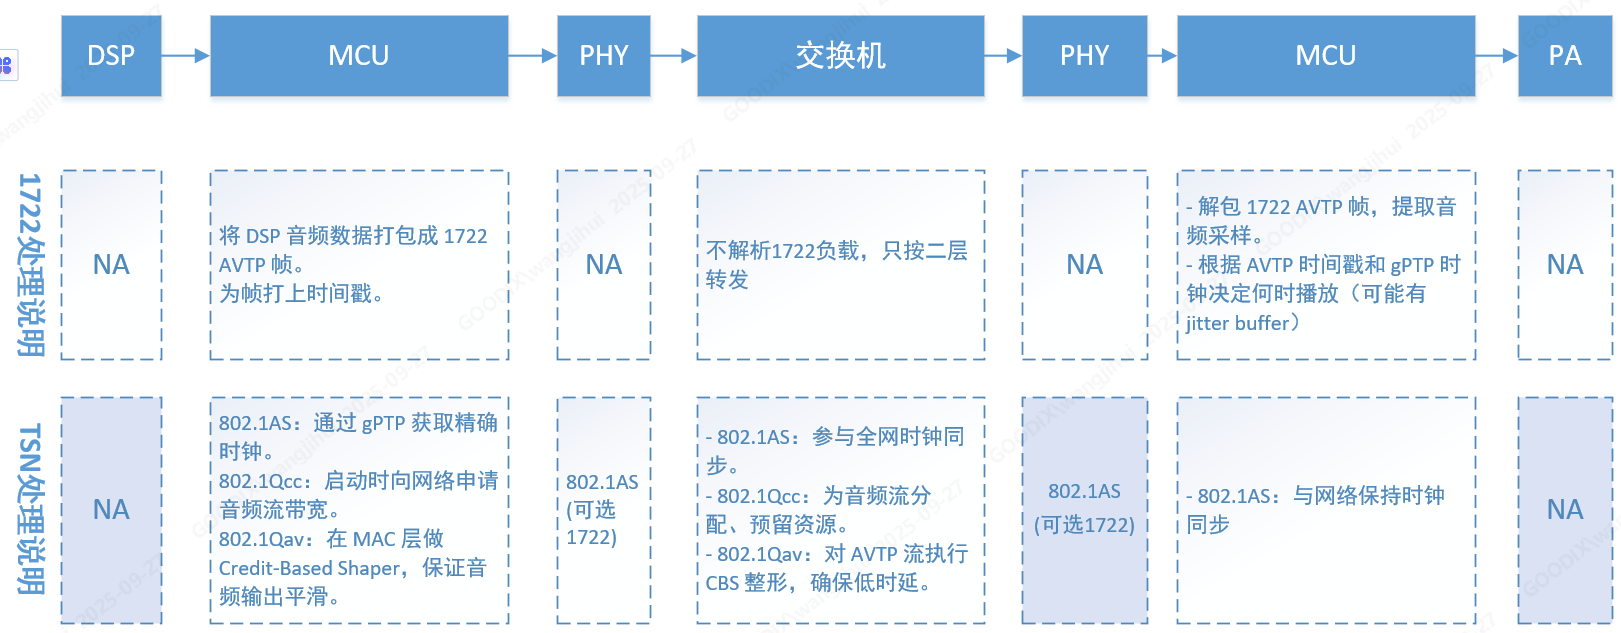 DSP
MCU
PHY
交换机
PHY
MCU
PA
1722处理说明
NA
将 DSP 音频数据打包成 1722
AVTP 帧。
为帧打上时间戳。
NA
不解析1722负载，只按二层
转发
NA
- 解包 1722 AVTP 帧，提取音
频采样。
- 根据 AVTP 时间戳和 gPTP 时
钟决定何时播放（可能有
jitter buffer）
NA
TSN处理说明
NA
802.1AS：通过 gPTP 获取精确
时钟。
802.1Qcc：启动时向网络申请
音频流带宽。
802.1Qav：在 MAC 层做
Credit-Based Shaper，保证音
频输出平滑。
802.1AS
(可选
1722)
- 802.1AS：参与全网时钟同
步。
- 802.1Qcc：为音频流分
配、预留资源。
- 802.1Qav：对 AVTP 流执行
CBS 整形，确保低时延。
802.1AS
(可选1722)
- 802.1AS：与网络保持时钟
同步
NA
GOODIX\wangjihui 2025-09-27